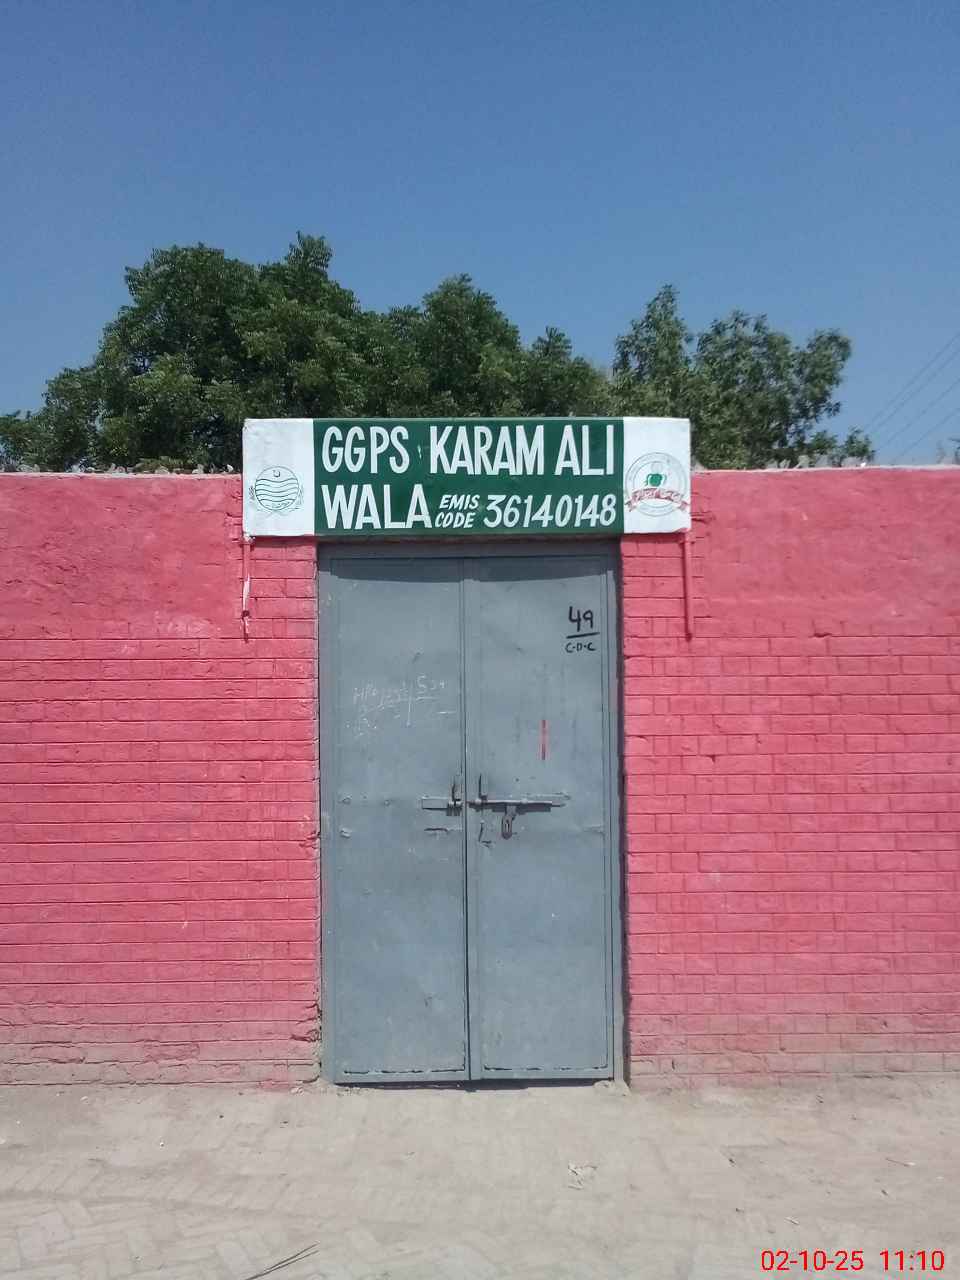 GGPS KARAM ALI
WALA EMIS CODE 36140148
49
C-D-C
02-10-25 11:10